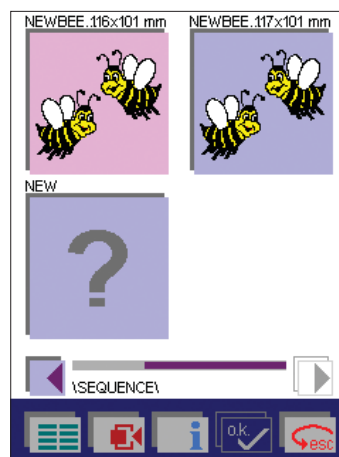 NEWBEE..116x101 mm
NEWBEE..117x101 mm
NEW
?
\SEQUENCE\
i
o.k.
esc